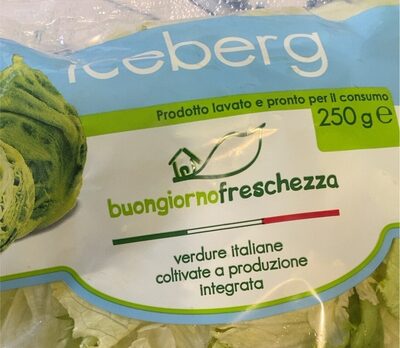 iceberg
Prodotto lavato e pronto per il consumo
250 g e
buongiornofreschezza
verdure italiane
coltivate a produzione
integrata